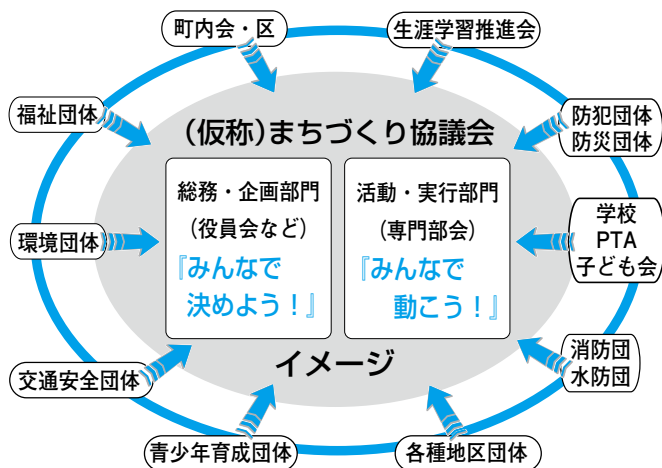 町内会・区
生涯学習推進会
福祉団体
防犯団体
防災団体
(仮称)まちづくり協議会
総務・企画部門
(役員会など)
『みんなで
決めよう！』
活動・実行部門
(専門部会)
『みんなで
動こう！』
環境団体
学校
PTA
子ども会
イメージ
消防団
水防団
交通安全団体
青少年育成団体
各種地区団体